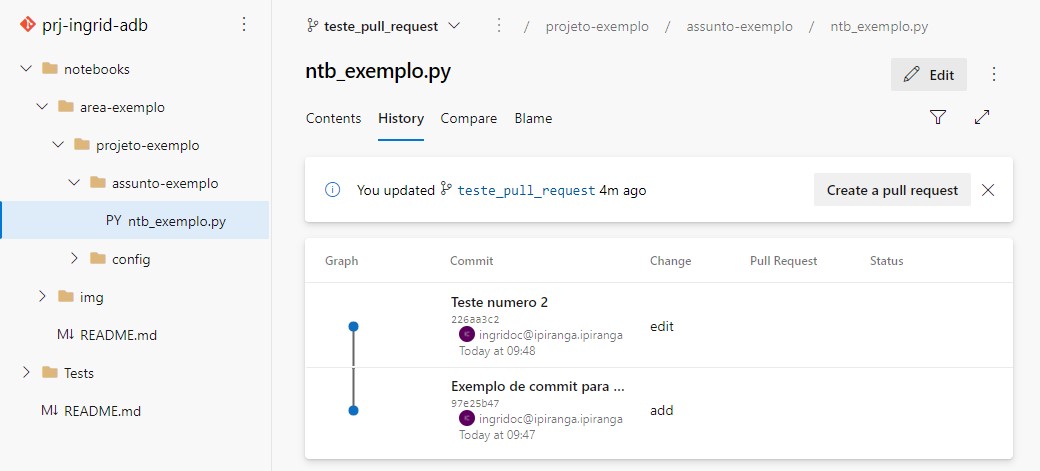 prj-ingrid-adb
notebooks
area-exemplo
projeto-exemplo
assunto-exemplo
PY ntb_exemplo.py
config
img
M↓ README.md
Tests
M↓ README.md
teste_pull_request / projeto-exemplo / assunto-exemplo / ntb_exemplo.py
ntb_exemplo.py
Edit
Contents History Compare Blame
You updated teste_pull_request 4m ago
Create a pull request
Graph Commit Change Pull Request Status
Teste numero 2
226aa3c2
ingridoc@ipiranga.ipiranga
Today at 09:48
edit
Exemplo de commit para ...
97e25b47
ingridoc@ipiranga.ipiranga
Today at 09:47
add